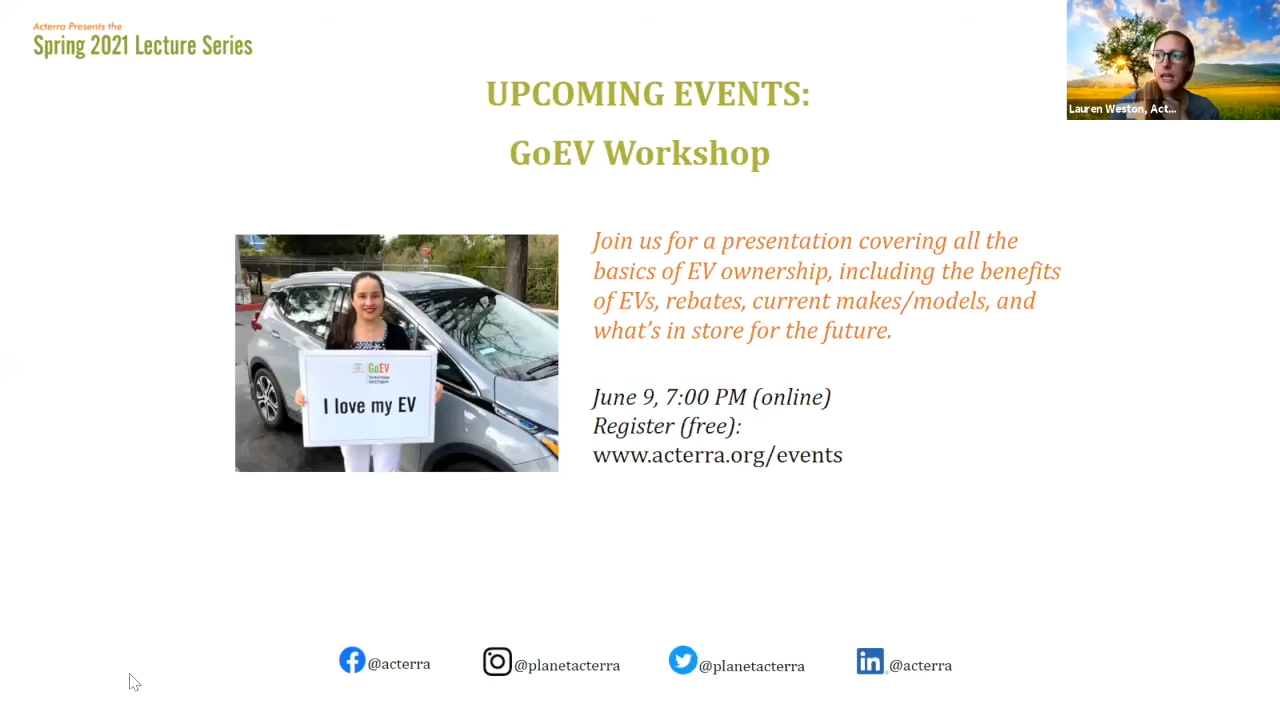 Acterra Presents the
Spring 2021 Lecture Series
Lauren Weston, Act...
UPCOMING EVENTS:
GoEV Workshop
Join us for a presentation covering all the
basics of EV ownership, including the benefits
of EVs, rebates, current makes/models, and
what's in store for the future.
June 9, 7:00 PM (online)
Register (free):
www.acterra.org/events
GoEV
I love my EV
@acterra
@planetacterra
@planetacterra
@acterra